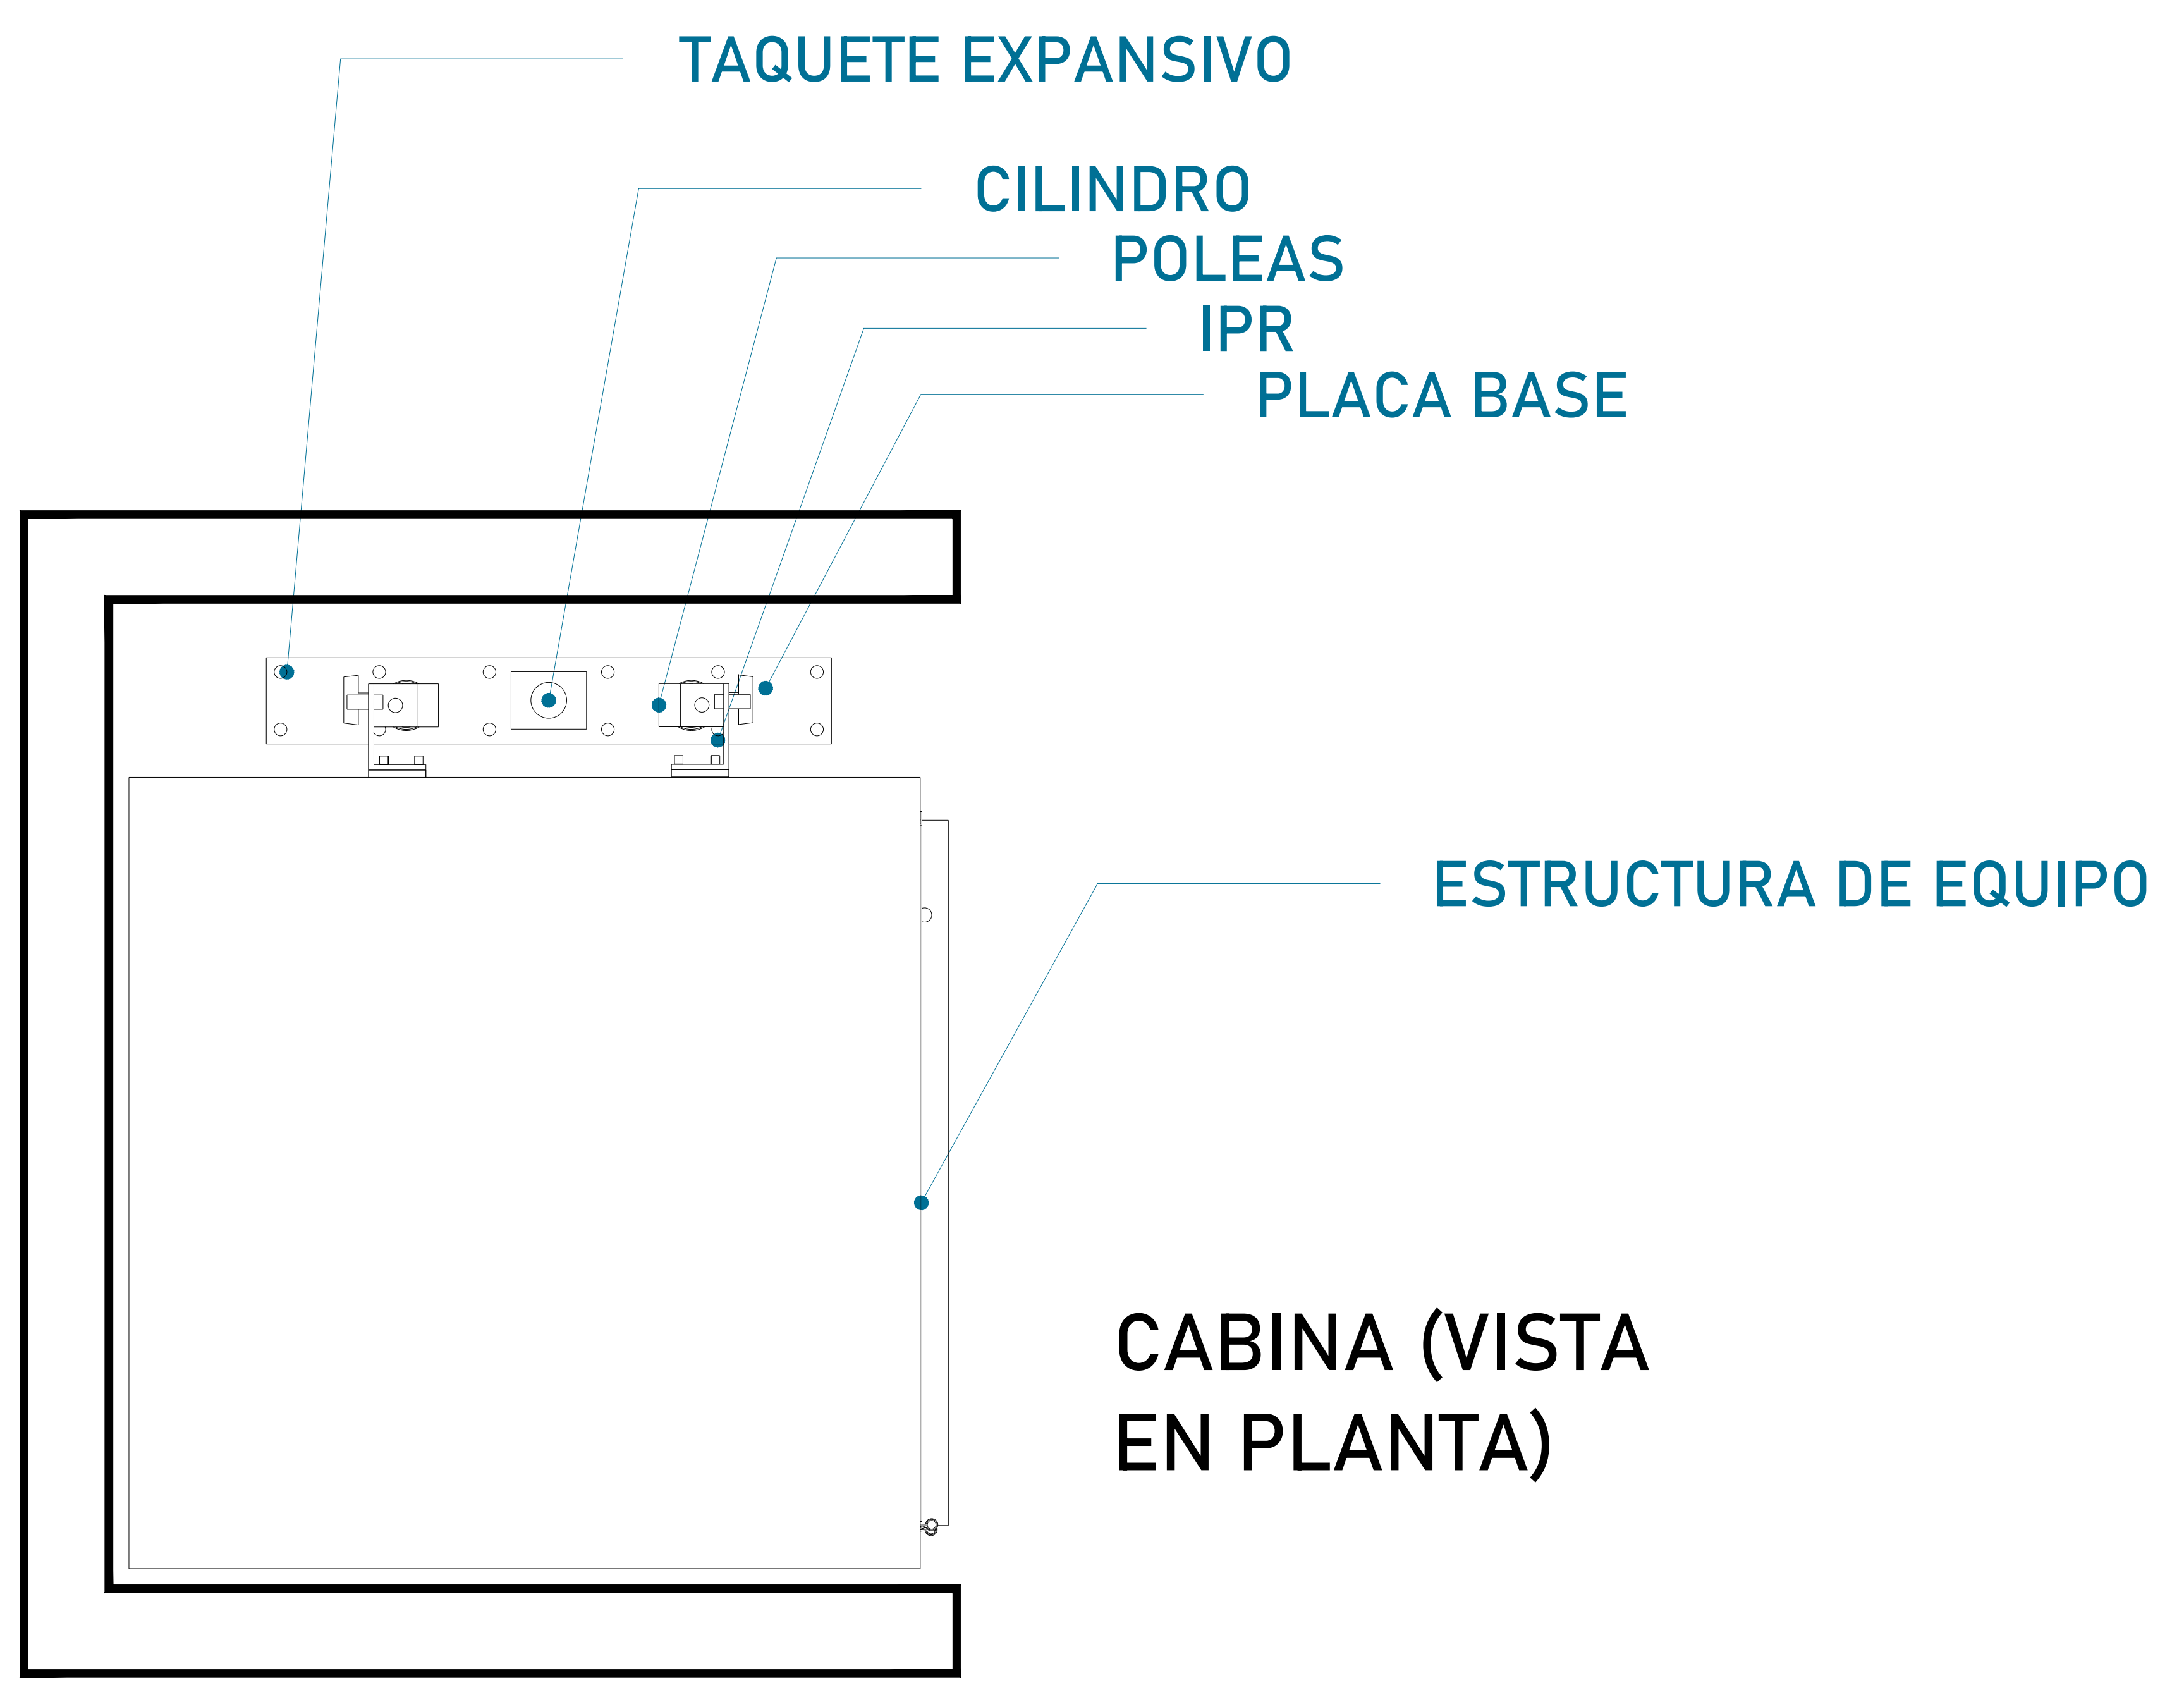 TAQUETE EXPANSIVO
CILINDRO
POLEAS
IPR
PLACA BASE
ESTRUCTURA DE EQUIPO
CABINA (VISTA
EN PLANTA)